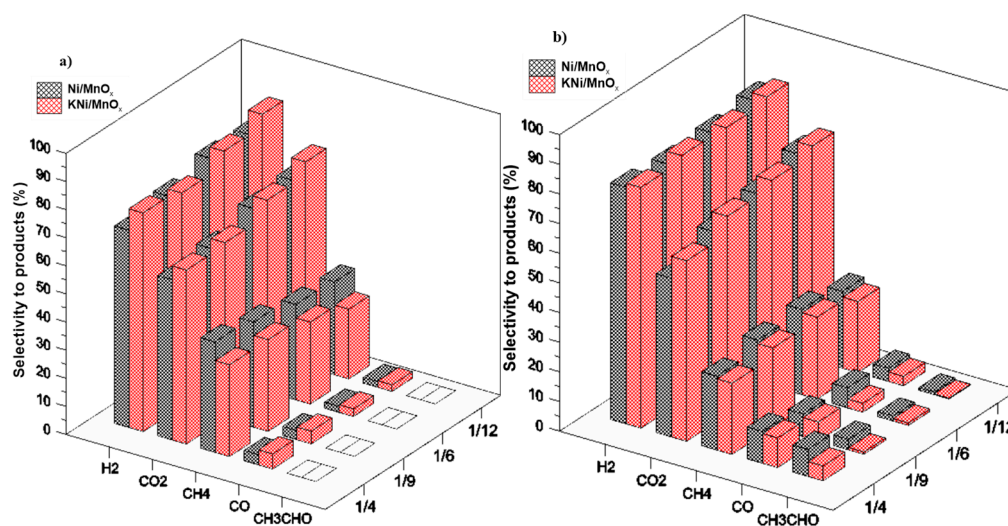 a)
Ni/MnOₓ
KNi/MnOₓ
Selectivity to products (%)
100
90
80
70
60
50
40
30
20
10
0
H2
CO2
CH4
CO
CH3CHO
1/4
1/9
1/6
1/12
b)
Ni/MnOₓ
KNi/MnOₓ
Selectivity to products (%)
100
90
80
70
60
50
40
30
20
10
0
H2
CO2
CH4
CO
CH3CHO
1/4
1/9
1/6
1/12